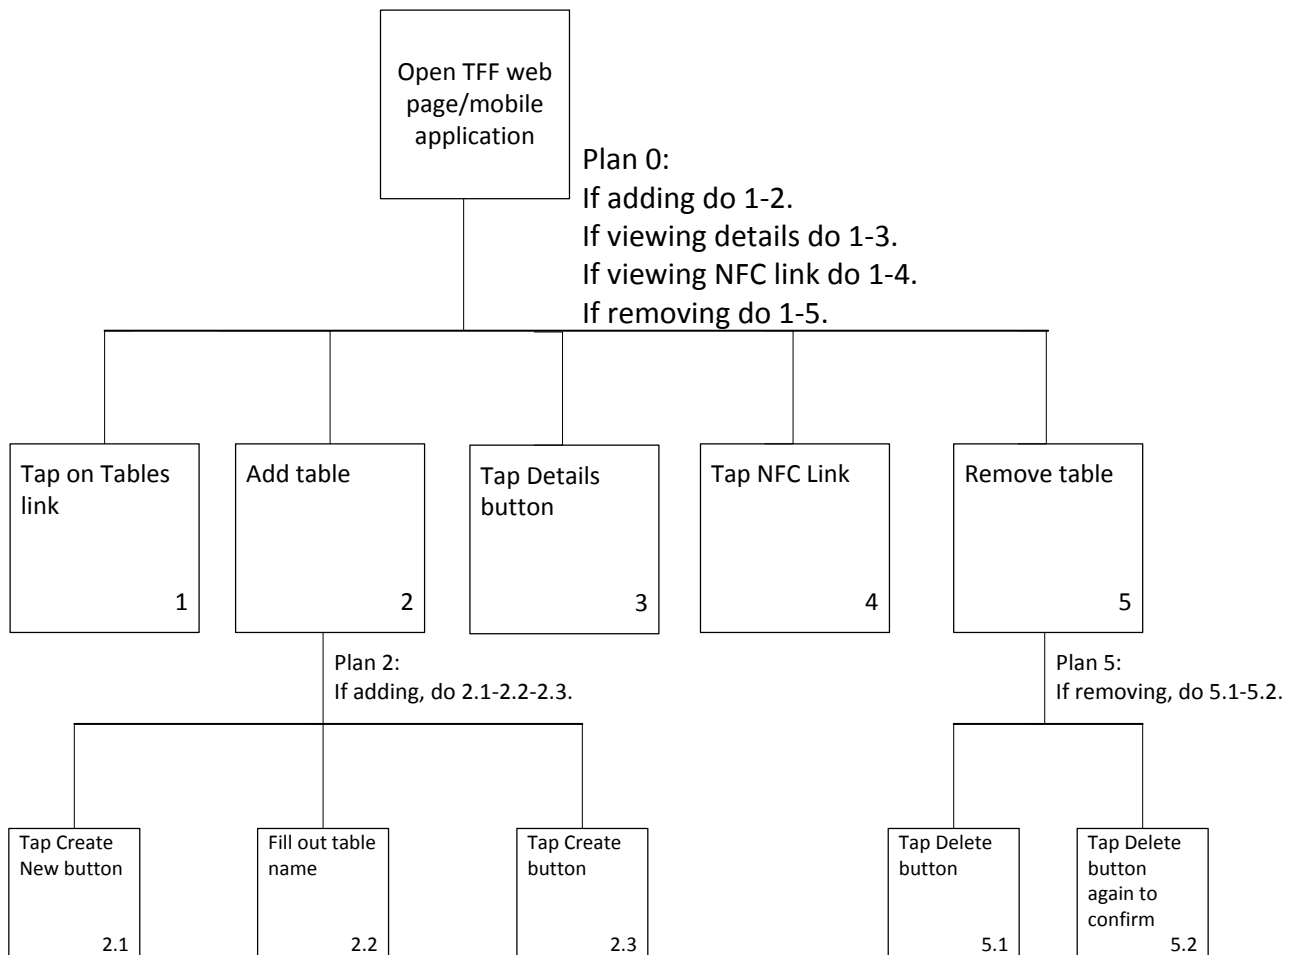 Open TFF web
page/mobile
application
Plan 0:
If adding do 1-2.
If viewing details do 1-3.
If viewing NFC link do 1-4.
If removing do 1-5.
Tap on Tables
link
1
Add table
2
Tap Details
button
3
Tap NFC Link
4
Remove table
5
Plan 2:
If adding, do 2.1-2.2-2.3.
Plan 5:
If removing, do 5.1-5.2.
Tap Create
New button
2.1
Fill out table
name
2.2
Tap Create
button
2.3
Tap Delete
button
5.1
Tap Delete
button
again to
confirm
5.2